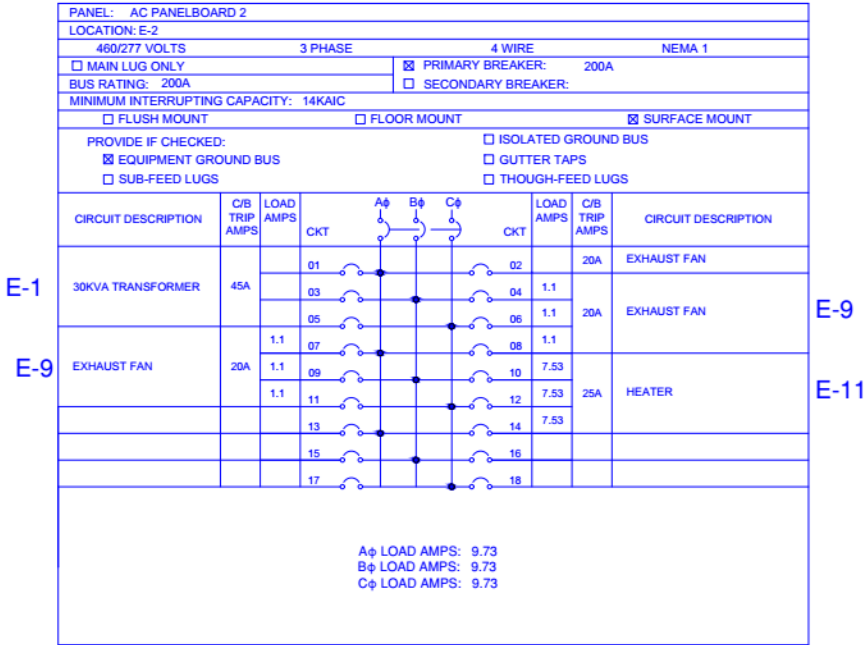 PANEL: AC PANELBOARD 2
LOCATION: E-2
460/277 VOLTS 3 PHASE 4 WIRE NEMA 1
☐ MAIN LUG ONLY ☒ PRIMARY BREAKER: 200A
BUS RATING: 200A ☐ SECONDARY BREAKER:
MINIMUM INTERRUPTING CAPACITY: 14KAIC
☐ FLUSH MOUNT ☐ FLOOR MOUNT ☒ SURFACE MOUNT
PROVIDE IF CHECKED: ☐ ISOLATED GROUND BUS
☒ EQUIPMENT GROUND BUS ☐ GUTTER TAPS
☐ SUB-FEED LUGS ☐ THOUGH-FEED LUGS
CIRCUIT DESCRIPTION C/B TRIP AMPS LOAD AMPS CKT Aϕ Bϕ Cϕ CKT LOAD AMPS C/B TRIP AMPS CIRCUIT DESCRIPTION
01 02 20A EXHAUST FAN
E-1 30KVA TRANSFORMER 45A 03 04 1.1
05 06 1.1 20A EXHAUST FAN E-9
1.1 07 08 1.1
E-9 EXHAUST FAN 20A 1.1 09 10 7.53
1.1 11 12 7.53 25A HEATER E-11
13 14 7.53
15 16
17 18
Aϕ LOAD AMPS: 9.73
Bϕ LOAD AMPS: 9.73
Cϕ LOAD AMPS: 9.73